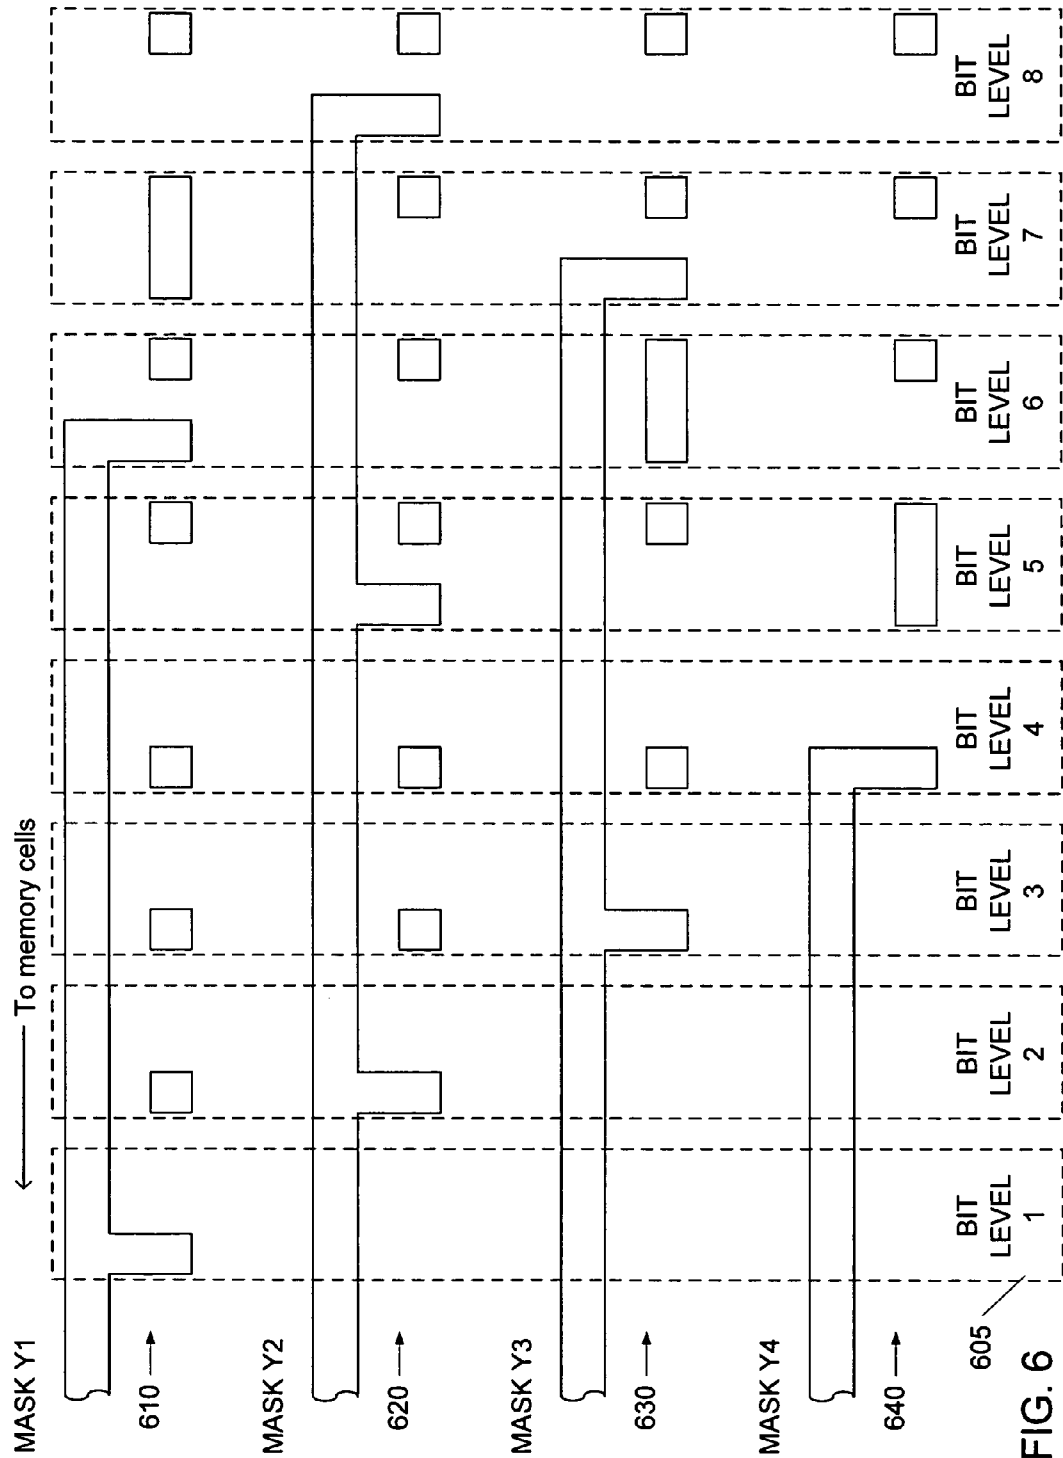 To memory cells
MASK Y1
610
MASK Y2
620
MASK Y3
630
MASK Y4
640
BIT
LEVEL
1
BIT
LEVEL
2
BIT
LEVEL
3
BIT
LEVEL
4
BIT
LEVEL
5
BIT
LEVEL
6
BIT
LEVEL
7
BIT
LEVEL
8
605
FIG. 6